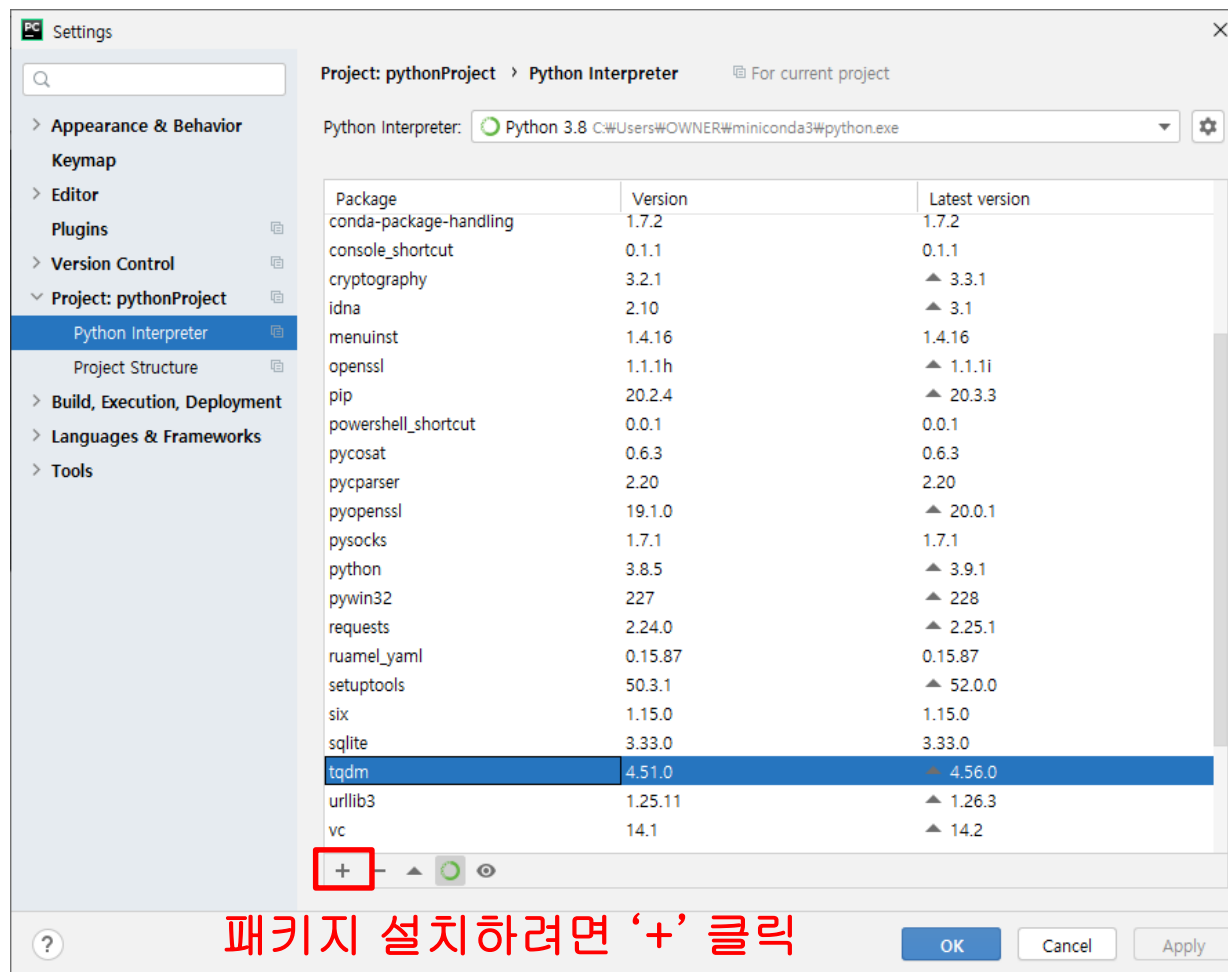 PC Settings
Project: pythonProject › Python Interpreter For current project
Appearance & Behavior
Keymap
Editor
Plugins
Version Control
Project: pythonProject
Python Interpreter
Project Structure
Build, Execution, Deployment
Languages & Frameworks
Tools
Python Interpreter: Python 3.8 C:₩Users₩OWNER₩miniconda3₩python.exe
Package Version Latest version
conda-package-handling 1.7.2 1.7.2
console_shortcut 0.1.1 0.1.1
cryptography 3.2.1 ▲ 3.3.1
idna 2.10 ▲ 3.1
menuinst 1.4.16 1.4.16
openssl 1.1.1h ▲ 1.1.1i
pip 20.2.4 ▲ 20.3.3
powershell_shortcut 0.0.1 0.0.1
pycosat 0.6.3 0.6.3
pycparser 2.20 2.20
pyopenssl 19.1.0 ▲ 20.0.1
pysocks 1.7.1 1.7.1
python 3.8.5 ▲ 3.9.1
pywin32 227 ▲ 228
requests 2.24.0 ▲ 2.25.1
ruamel_yaml 0.15.87 0.15.87
setuptools 50.3.1 ▲ 52.0.0
six 1.15.0 1.15.0
sqlite 3.33.0 3.33.0
tqdm 4.51.0 ▲ 4.56.0
urllib3 1.25.11 ▲ 1.26.3
vc 14.1 ▲ 14.2
+ − ▲
패키지 설치하려면 ‘+’ 클릭
? OK Cancel Apply